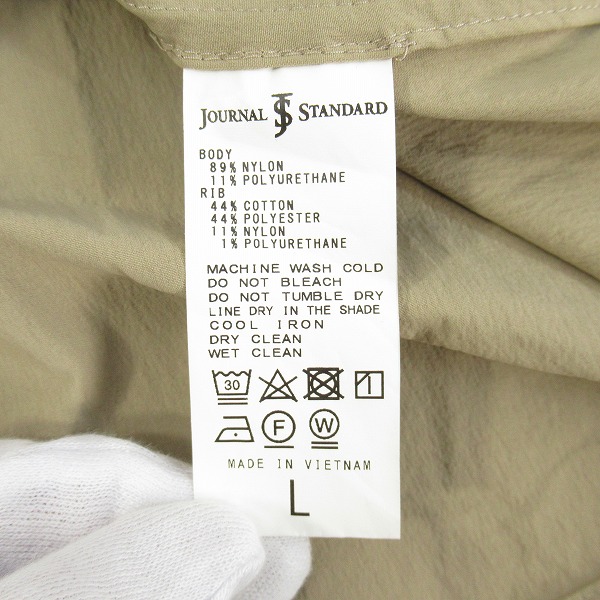 JOURNAL JS STANDARD
BODY
89% NYLON
11% POLYURETHANE
RIB
44% COTTON
44% POLYESTER
11% NYLON
1% POLYURETHANE
MACHINE WASH COLD
DO NOT BLEACH
DO NOT TUMBLE DRY
LINE DRY IN THE SHADE
COOL IRON
DRY CLEAN
WET CLEAN
30
F W
MADE IN VIETNAM
L